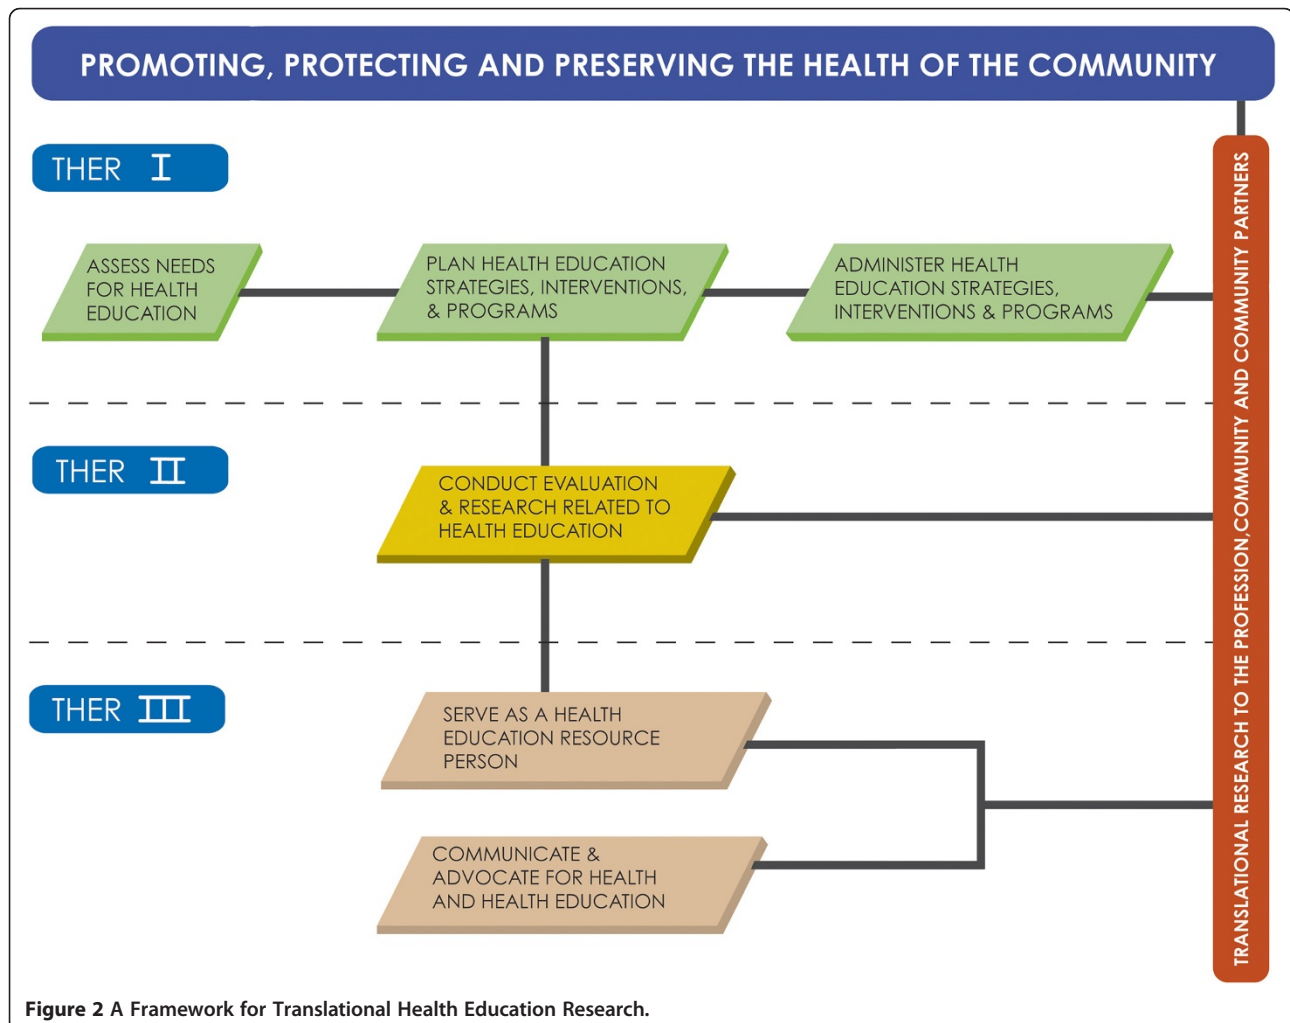 PROMOTING, PROTECTING AND PRESERVING THE HEALTH OF THE COMMUNITY
THER I
ASSESS NEEDS
FOR HEALTH
EDUCATION
PLAN HEALTH EDUCATION
STRATEGIES, INTERVENTIONS,
& PROGRAMS
ADMINISTER HEALTH
EDUCATION STRATEGIES,
INTERVENTIONS & PROGRAMS
THER II
CONDUCT EVALUATION
& RESEARCH RELATED TO
HEALTH EDUCATION
THER III
SERVE AS A HEALTH
EDUCATION RESOURCE
PERSON
COMMUNICATE &
ADVOCATE FOR HEALTH
AND HEALTH EDUCATION
TRANSLATIONAL RESEARCH TO THE PROFESSION,COMMUNITY AND COMMUNITY PARTNERS
Figure 2 A Framework for Translational Health Education Research.